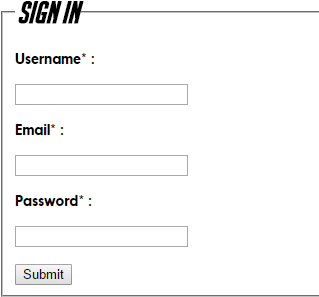 SIGN IN
Username* :
Email* :
Password* :
Submit